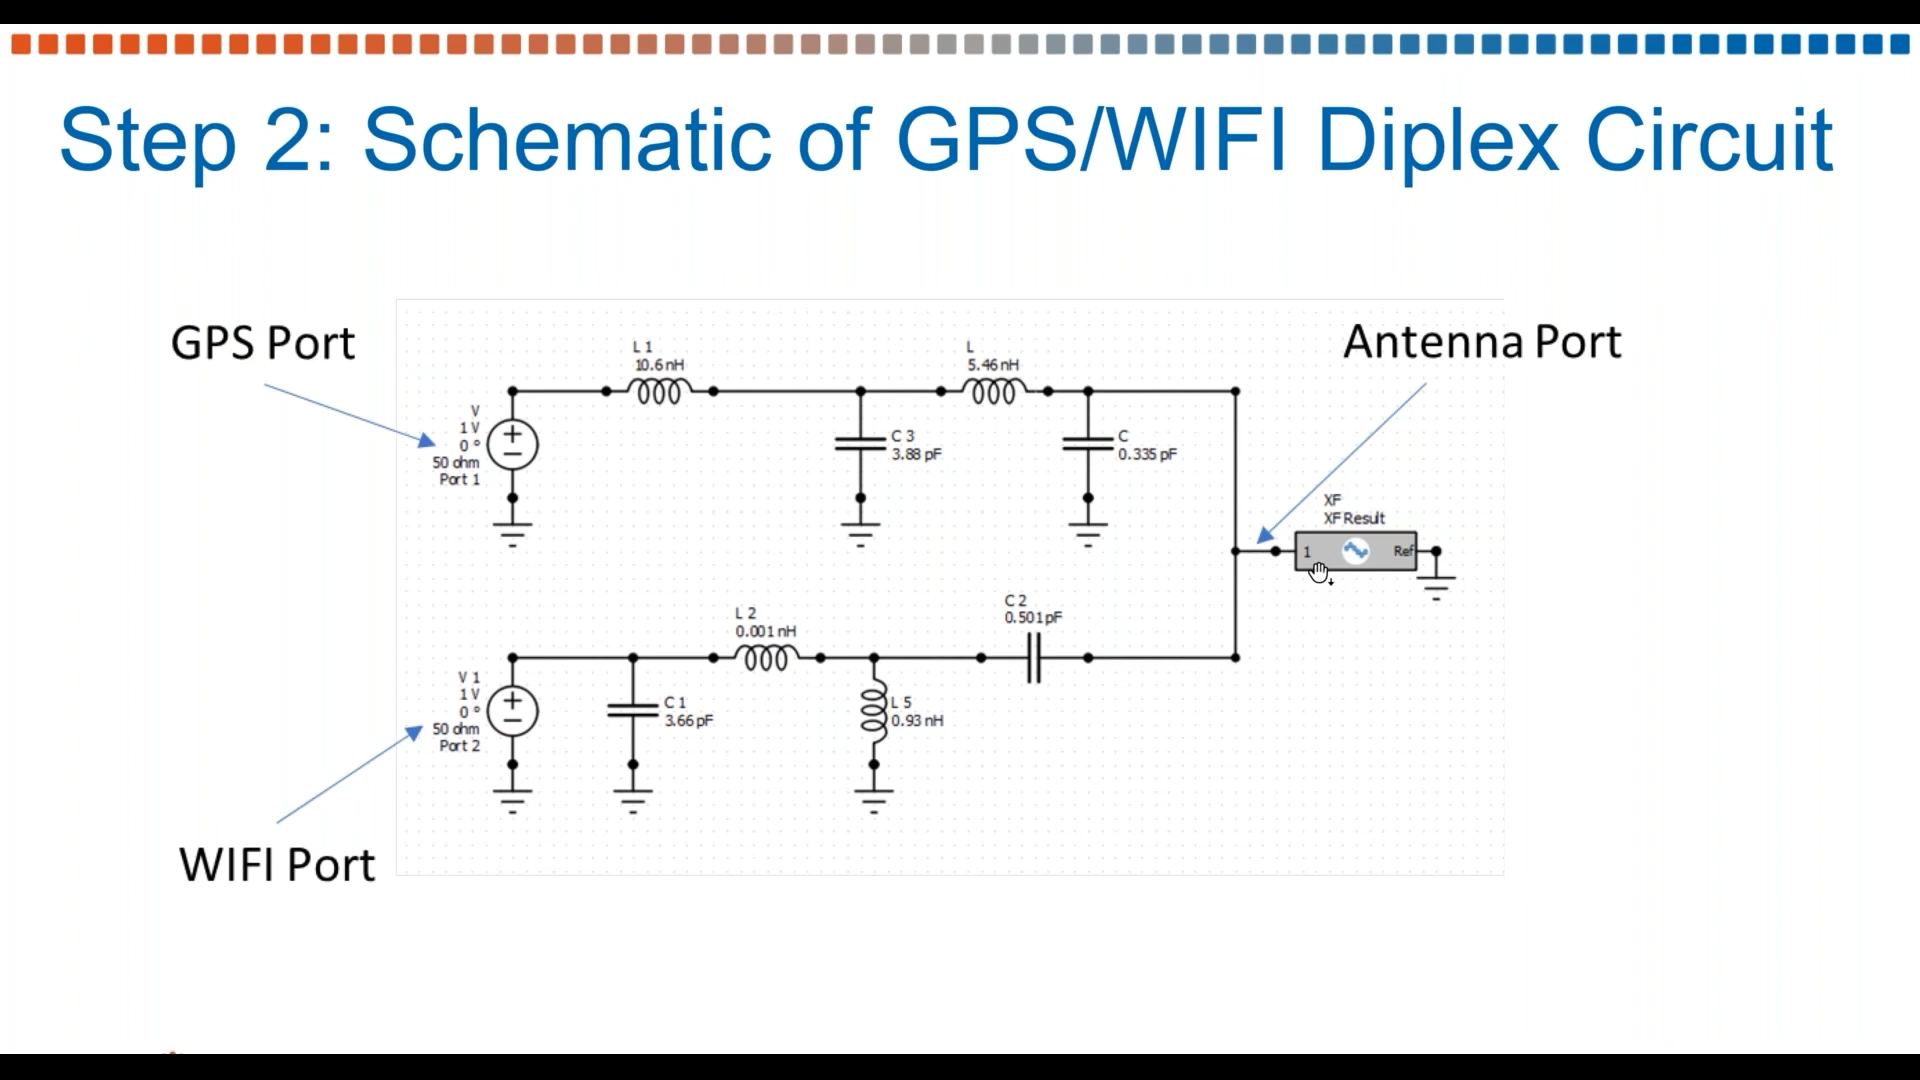 Step 2: Schematic of GPS/WIFI Diplex Circuit
GPS Port
Antenna Port
L 1
10.6 nH
L
5.46 nH
V
1 V
0 °
50 ohm
Port 1
C 3
3.88 pF
C
0.335 pF
XF
XF Result
1
Ref
C 2
0.501 pF
L 2
0.001 nH
V 1
1 V
0 °
50 ohm
Port 2
C 1
3.66 pF
L 5
0.93 nH
WIFI Port